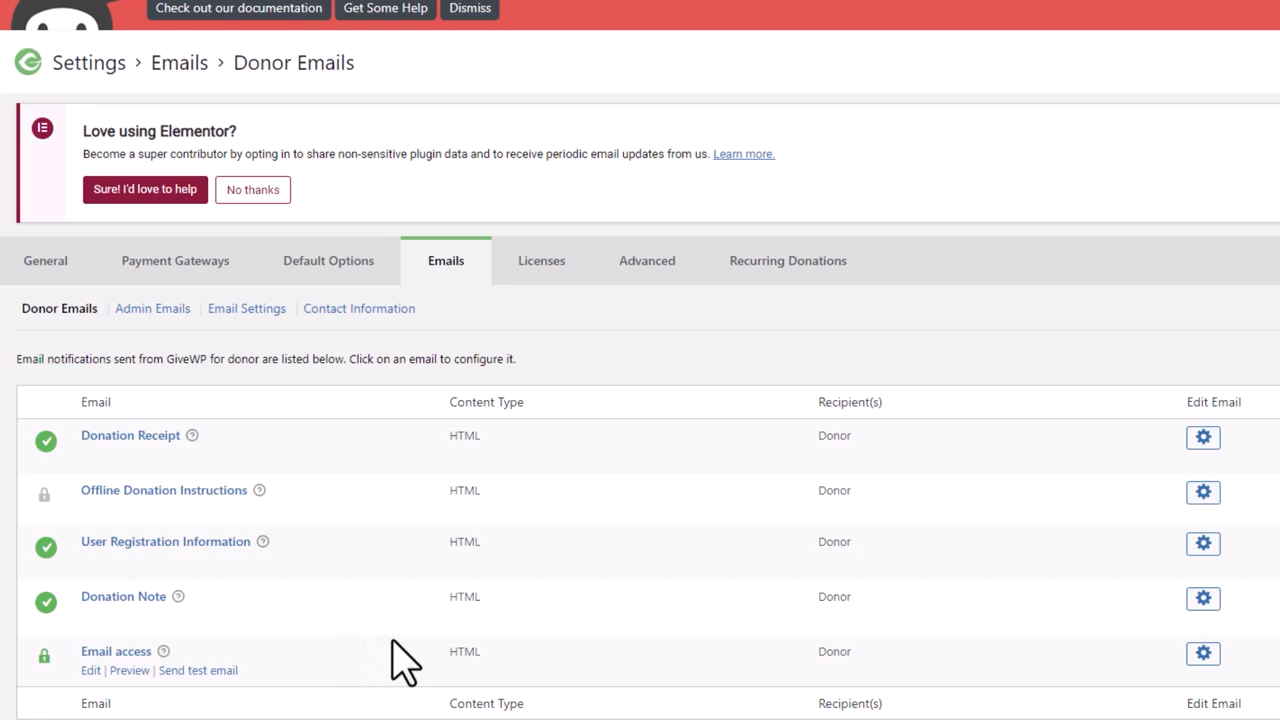 Check out our documentation Get Some Help Dismiss
Settings › Emails › Donor Emails
Love using Elementor?
Become a super contributor by opting in to share non-sensitive plugin data and to receive periodic email updates from us. Learn more.
Sure! I'd love to help No thanks
General Payment Gateways Default Options Emails Licenses Advanced Recurring Donations
Donor Emails | Admin Emails | Email Settings | Contact Information
Email notifications sent from GiveWP for donor are listed below. Click on an email to configure it.
Email Content Type Recipient(s) Edit Email
Donation Receipt HTML Donor
Offline Donation Instructions HTML Donor
User Registration Information HTML Donor
Donation Note HTML Donor
Email access HTML Donor
Edit | Preview | Send test email
Email Content Type Recipient(s) Edit Email